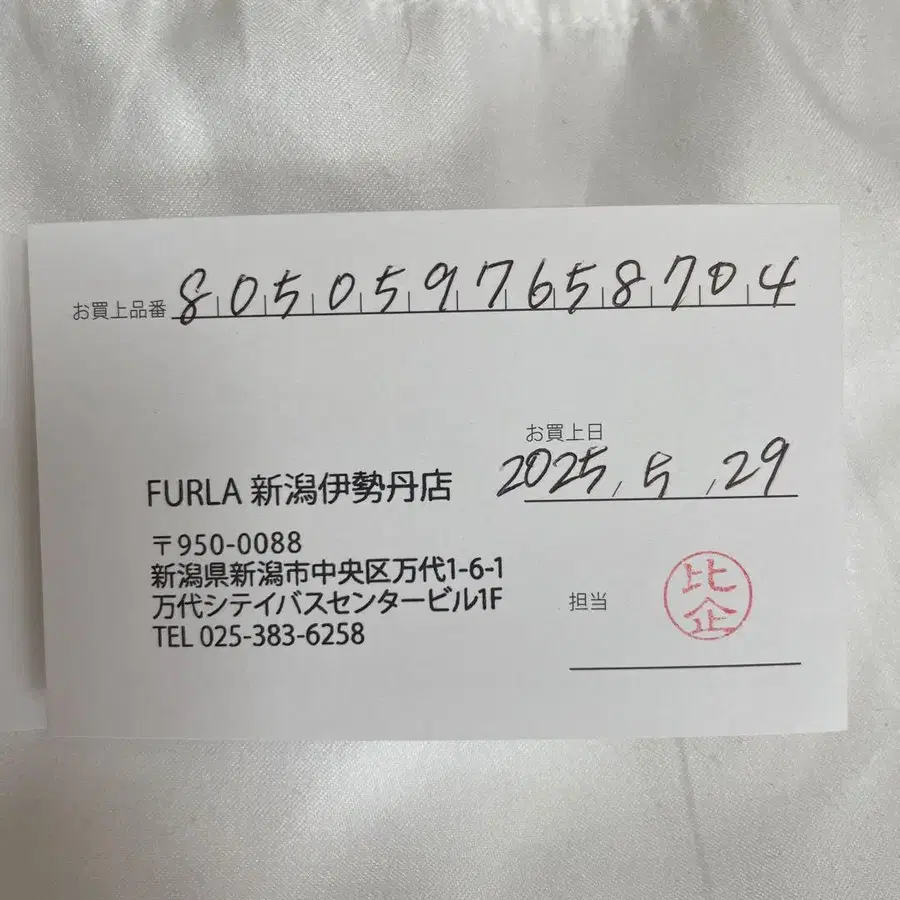 お買上品番 8050597658704
お買上日
2025, 5, 29
FURLA 新潟伊勢丹店
〒950-0088
新潟県新潟市中央区万代1-6-1
万代シテイバスセンタービル1F
TEL 025-383-6258
担当
比企